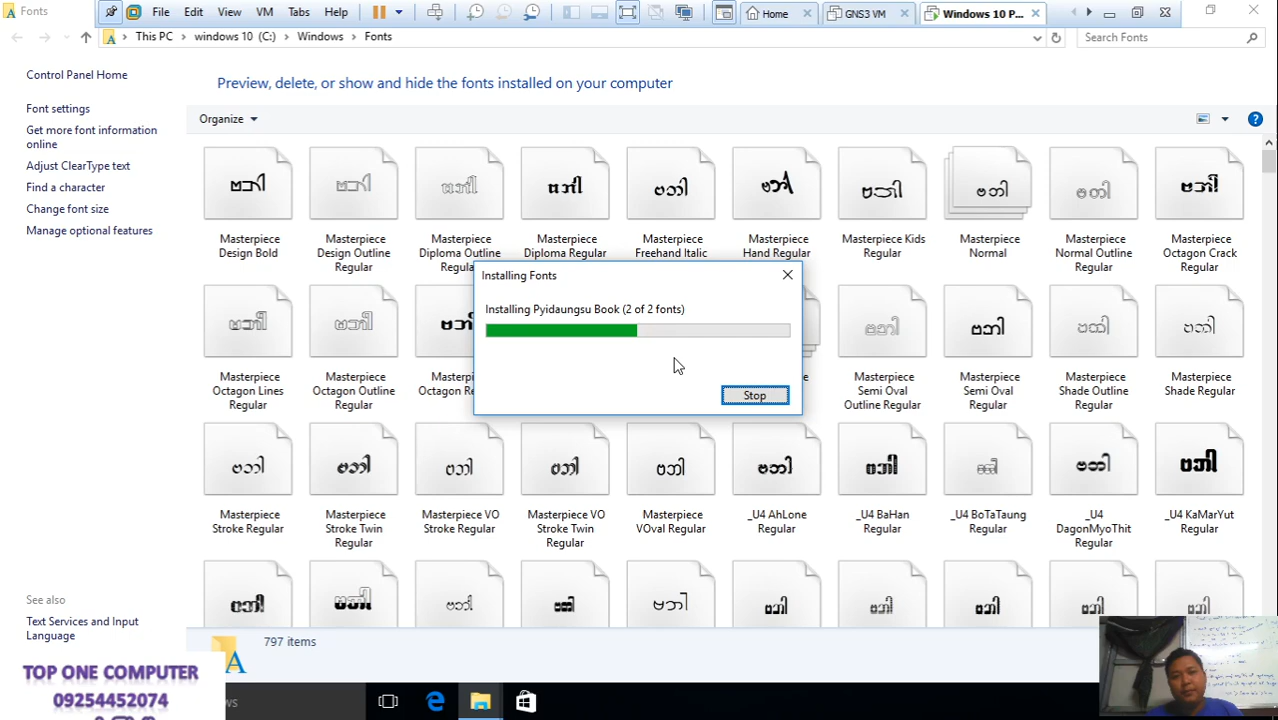 Fonts
File Edit View VM Tabs Help
Home
GNS3 VM
Windows 10 P...
This PC > windows 10 (C:) > Windows > Fonts
Search Fonts
Control Panel Home
Font settings
Get more font information
online
Adjust ClearType text
Find a character
Change font size
Manage optional features
See also
Text Services and Input
Language
Preview, delete, or show and hide the fonts installed on your computer
Organize
Masterpiece
Design Bold
Masterpiece
Design Outline
Regular
Masterpiece
Diploma Outline
Masterpiece
Diploma Regular
Masterpiece
Freehand Italic
Masterpiece
Hand Regular
Masterpiece Kids
Regular
Masterpiece
Normal
Masterpiece
Normal Outline
Regular
Masterpiece
Octagon Crack
Regular
Installing Fonts
Installing Pyidaungsu Book (2 of 2 fonts)
Stop
Masterpiece
Octagon Lines
Regular
Masterpiece
Octagon Outline
Regular
Masterpiece
Semi Oval
Outline Regular
Masterpiece
Semi Oval
Regular
Masterpiece
Shade Outline
Regular
Masterpiece
Shade Regular
Masterpiece
Stroke Regular
Masterpiece
Stroke Twin
Regular
Masterpiece VO
Stroke Regular
Masterpiece VO
Stroke Twin
Regular
Masterpiece
VOval Regular
_U4 AhLone
Regular
_U4 BaHan
Regular
_U4 BoTaTaung
Regular
_U4
DagonMyoThit
Regular
_U4 KaMarYut
Regular
797 items
TOP ONE COMPUTER
09254452074